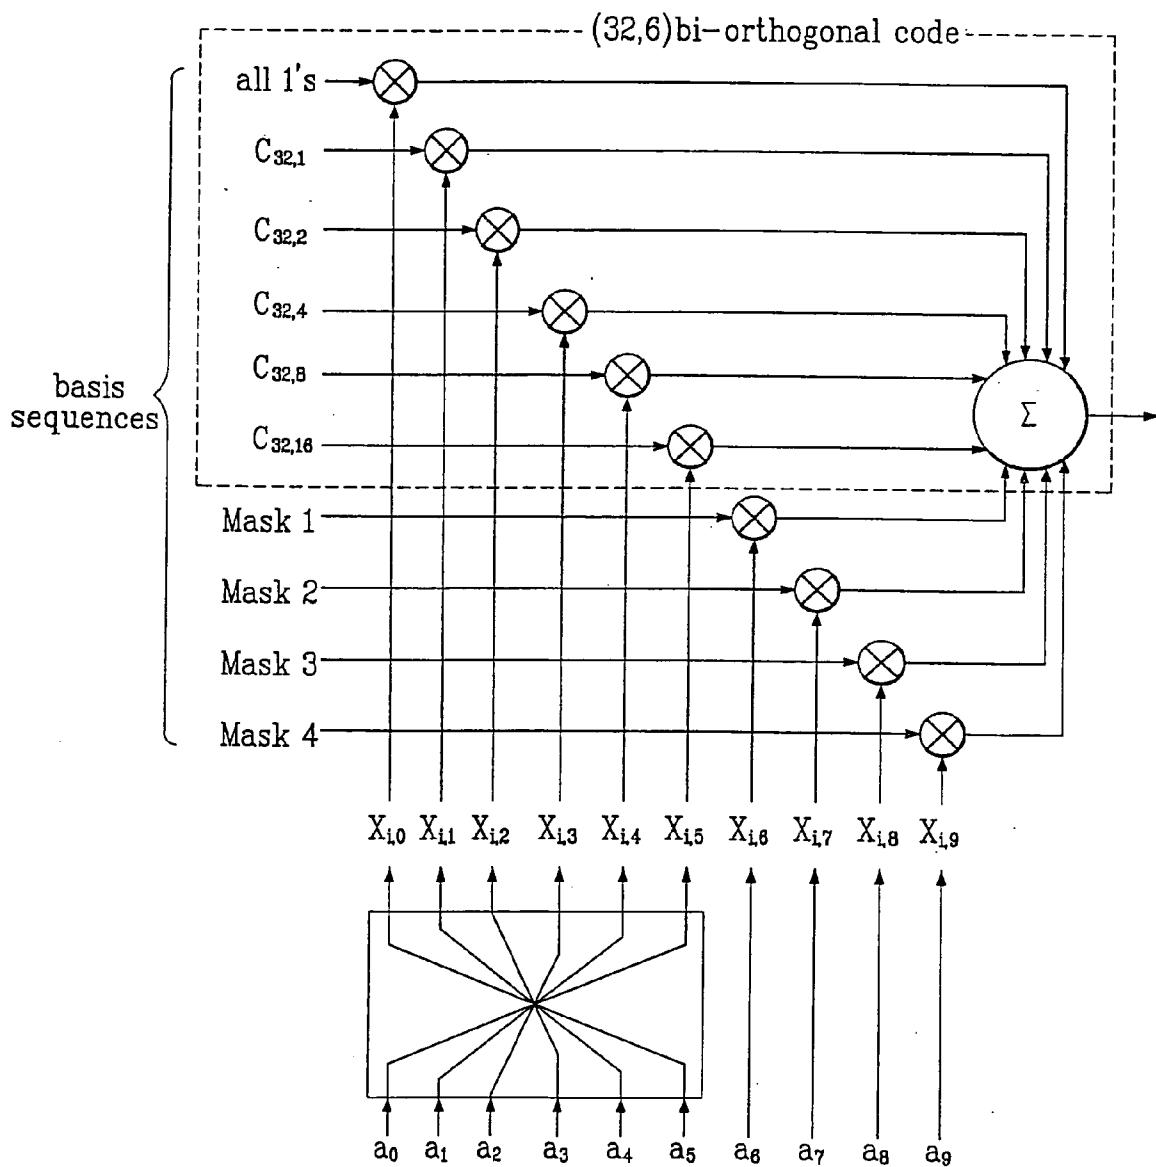 (32,6)bi-orthogonal code
all 1's
C32,1
C32,2
C32,4
C32,8
C32,16
basis
sequences
Σ
Mask 1
Mask 2
Mask 3
Mask 4
Xi,0 Xi,1 Xi,2 Xi,3 Xi,4 Xi,5 Xi,6 Xi,7 Xi,8 Xi,9
a0 a1 a2 a3 a4 a5 a6 a7 a8 a9